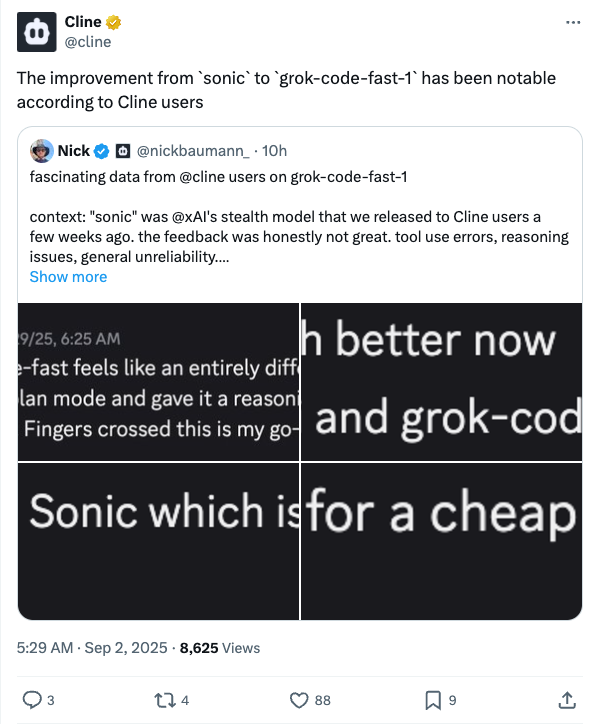 Cline
@cline
The improvement from `sonic` to `grok-code-fast-1` has been notable
according to Cline users
Nick @nickbaumann_ · 10h
fascinating data from @cline users on grok-code-fast-1
context: "sonic" was @xAI's stealth model that we released to Cline users a
few weeks ago. the feedback was honestly not great. tool use errors, reasoning
issues, general unreliability....
Show more
9/25, 6:25 AM
e-fast feels like an entirely diff
lan mode and gave it a reasoni
Fingers crossed this is my go-
h better now
and grok-cod
Sonic which is
for a cheap
5:29 AM · Sep 2, 2025 · 8,625 Views
3
4
88
9